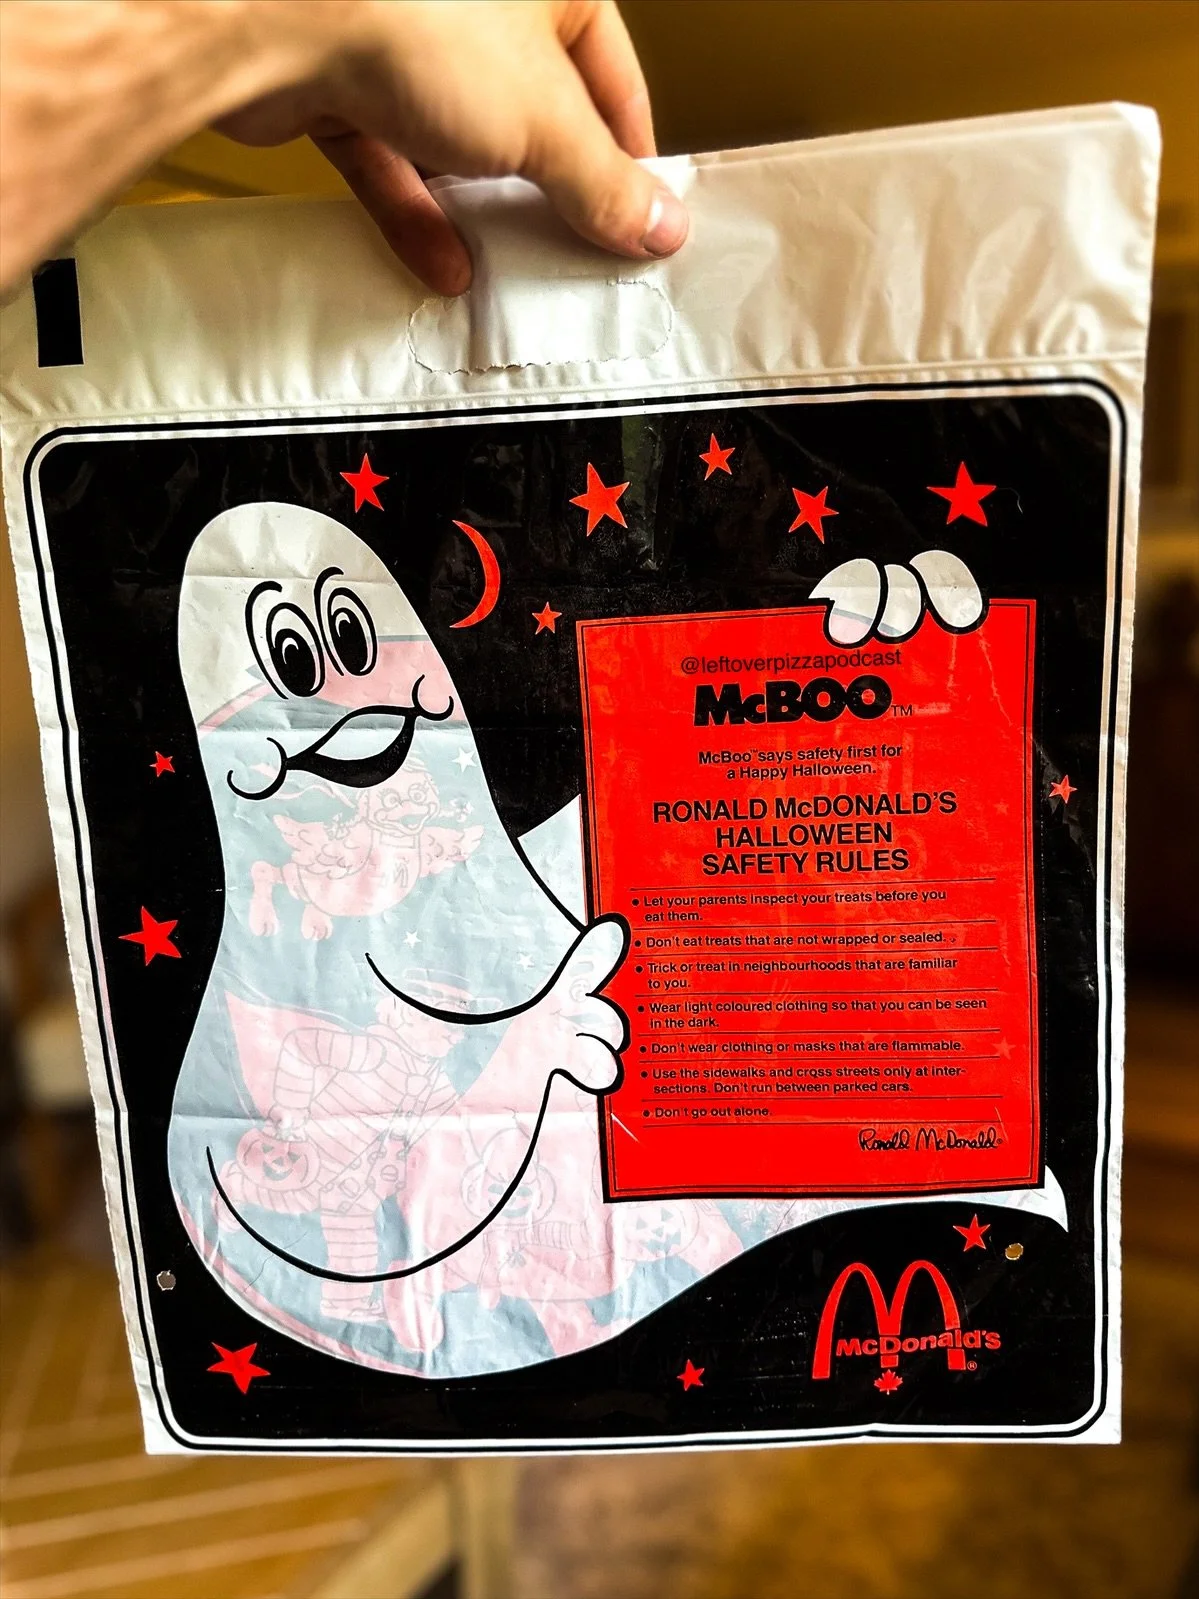 @leftoverpizzapodcast
McBOO™
McBoo™says safety first for
a Happy Halloween.
RONALD McDONALD'S
HALLOWEEN
SAFETY RULES
• Let your parents inspect your treats before you
eat them.
• Don't eat treats that are not wrapped or sealed.
• Trick or treat in neighbourhoods that are familiar
to you.
• Wear light coloured clothing so that you can be seen
in the dark.
• Don't wear clothing or masks that are flammable.
• Use the sidewalks and cross streets only at inter-
sections. Don't run between parked cars.
• Don't go out alone.
Ronald McDonald®
McDonald's
®